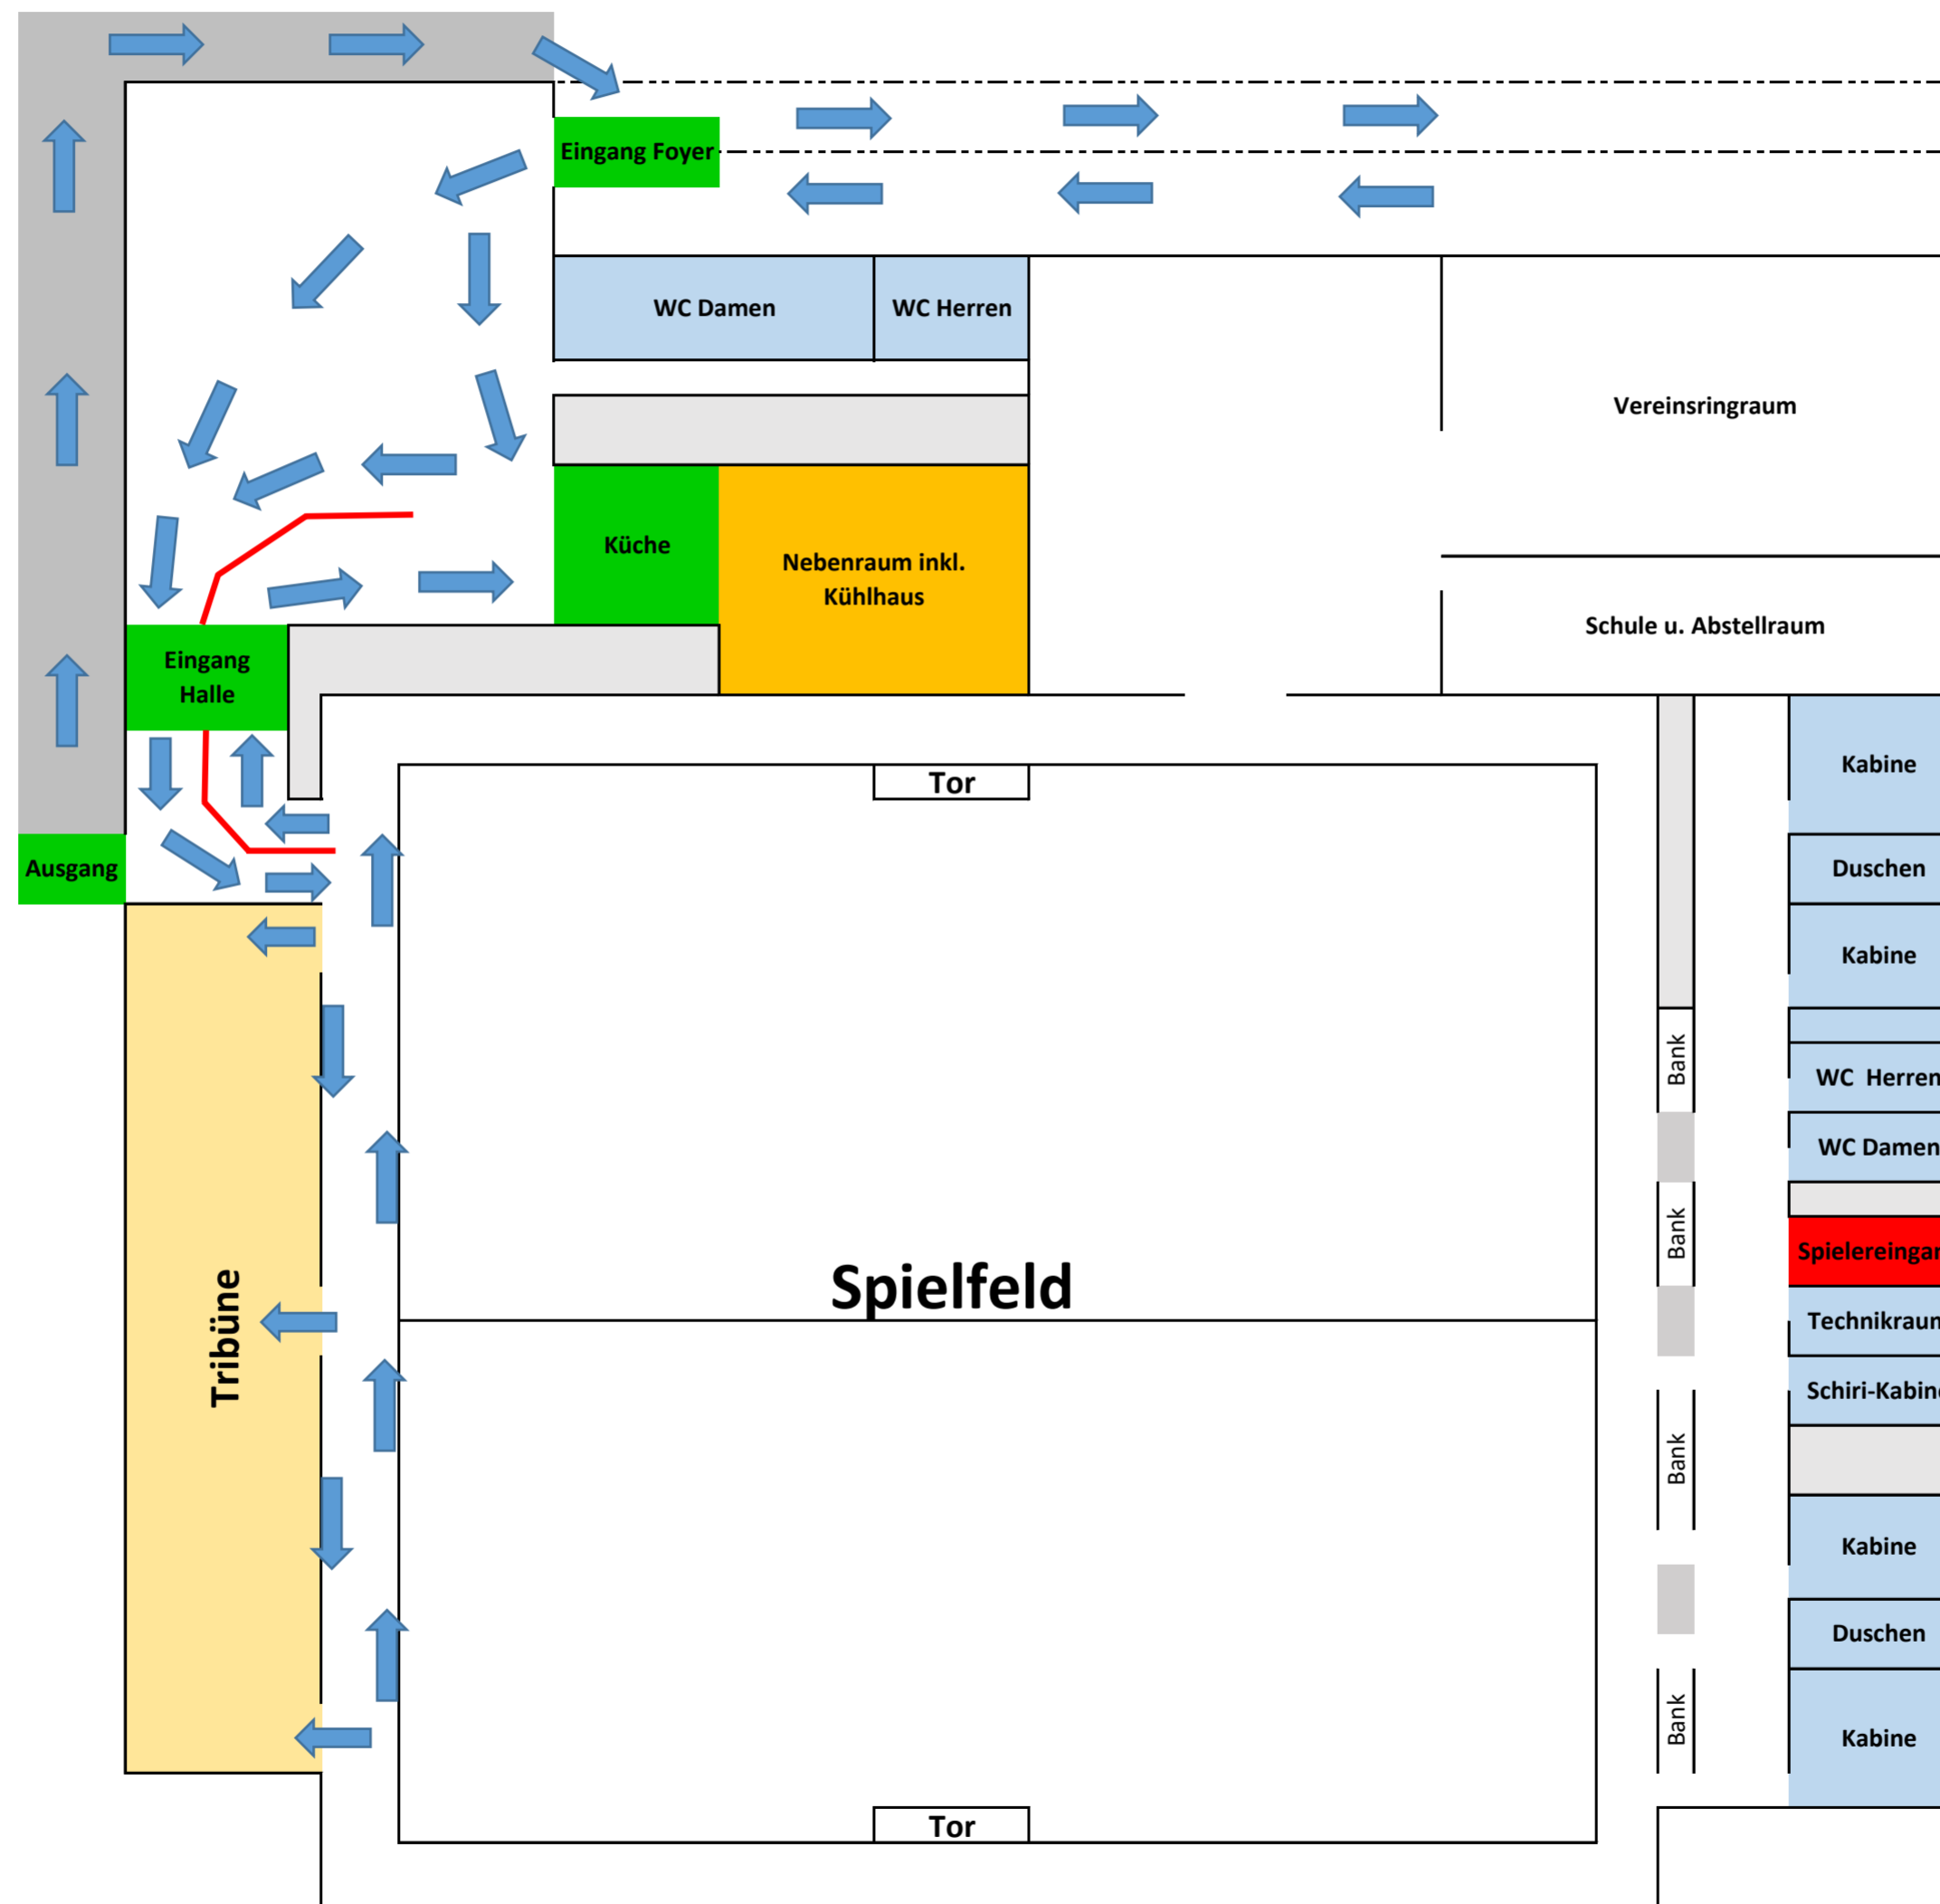 Eingang Foyer
WC Damen
WC Herren
Vereinsringraum
Küche
Nebenraum inkl.
Kühlhaus
Schule u. Abstellraum
Eingang
Halle
Tor
Kabine
Ausgang
Duschen
Kabine
Bank
WC Herren
WC Damen
Bank
Spielereingan
Spielfeld
Tribüne
Technikraum
Schiri-Kabine
Bank
Kabine
Duschen
Bank
Kabine
Tor